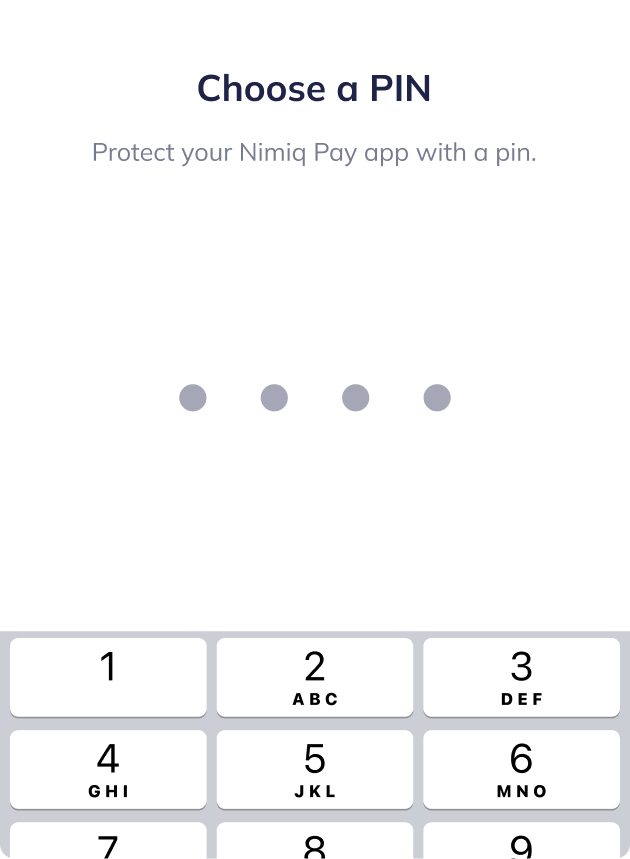 Choose a PIN
Protect your Nimiq Pay app with a pin.
1 2 3
ABC DEF
4 5 6
GHI JKL MNO
7 8 9